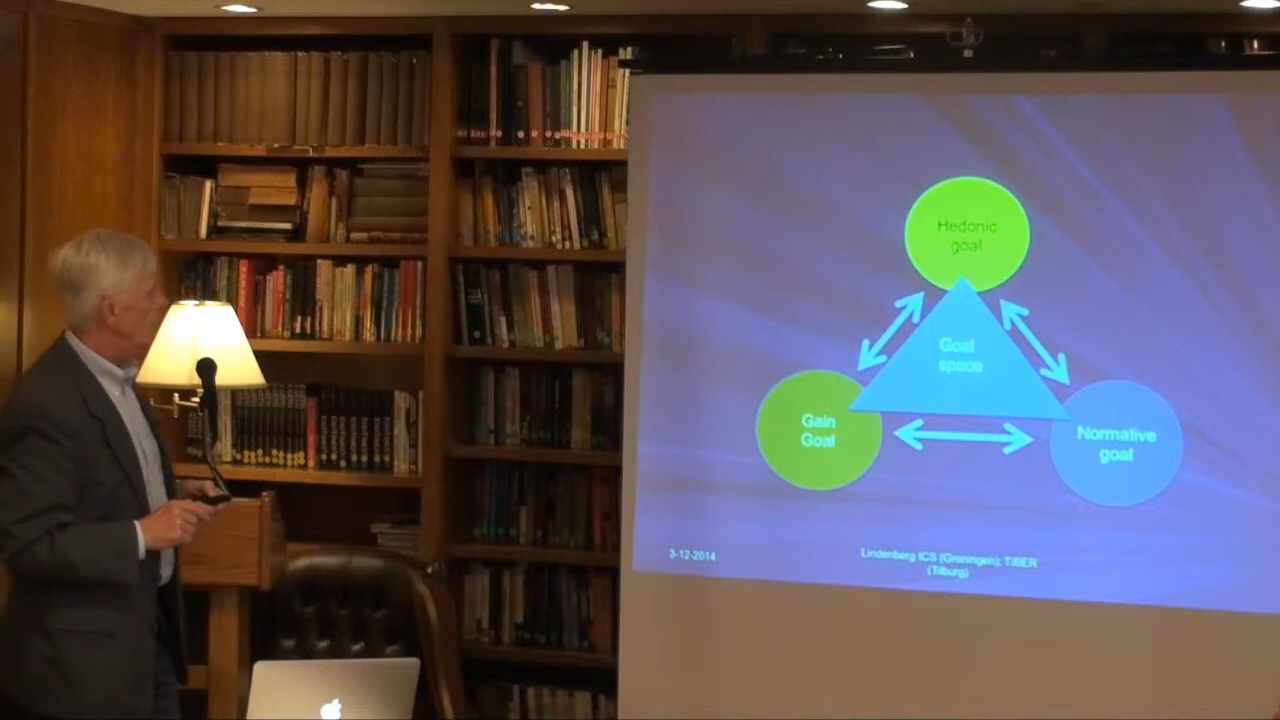 Hedonic
goal
Goal
space
Gain
Goal
Normative
goal
3-12-2014
Lindenberg ICS (Groningen); TiBER
(Tilburg)